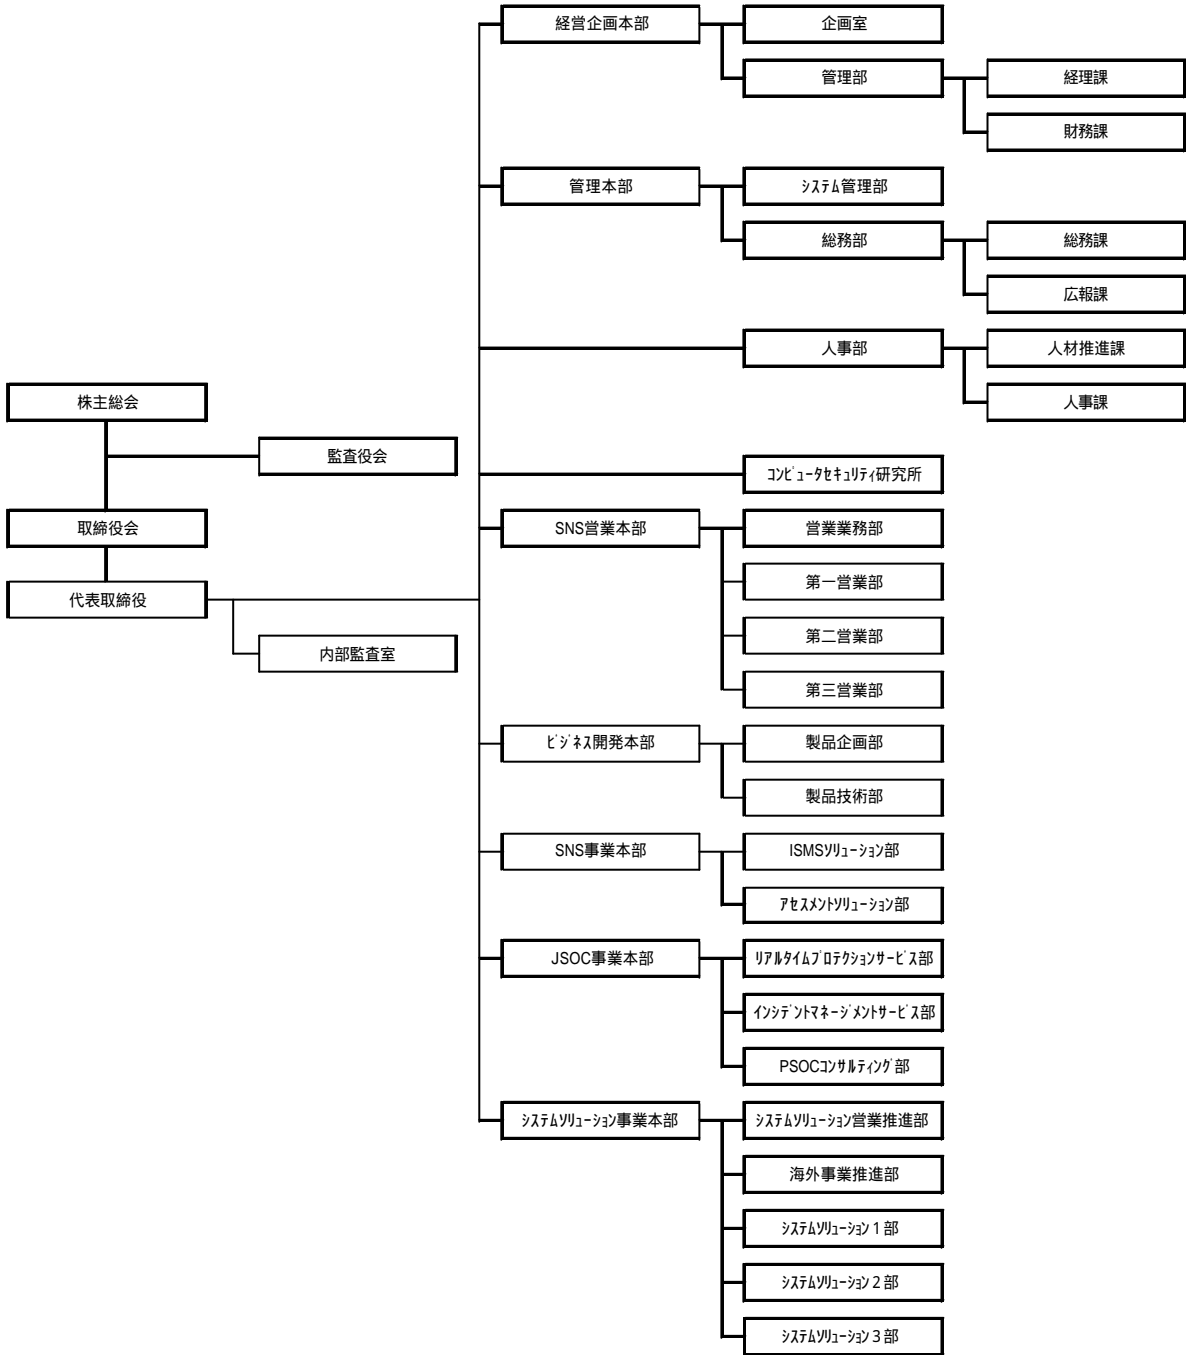 経営企画本部
企画室
管理部
経理課
財務課
管理本部
ｼｽﾃﾑ管理部
総務部
総務課
広報課
人事部
人材推進課
人事課
株主総会
監査役会
ｺﾝﾋﾟｭｰﾀｾｷｭﾘﾃｨ研究所
取締役会
SNS営業本部
営業業務部
第一営業部
代表取締役
第二営業部
内部監査室
第三営業部
ﾋﾞｼﾞﾈｽ開発本部
製品企画部
製品技術部
SNS事業本部
ISMSｿﾘｭｰｼｮﾝ部
ｱｾｽﾒﾝﾄｿﾘｭｰｼｮﾝ部
JSOC事業本部
ﾘｱﾙﾀｲﾑﾌﾟﾛﾃｸｼｮﾝｻｰﾋﾞｽ部
ｲﾝｼﾃﾞﾝﾄﾏﾈｰｼﾞﾒﾝﾄｻｰﾋﾞｽ部
PSOCｺﾝｻﾙﾃｨﾝｸﾞ部
ｼｽﾃﾑｿﾘｭｰｼｮﾝ事業本部
ｼｽﾃﾑｿﾘｭｰｼｮﾝ営業推進部
海外事業推進部
ｼｽﾃﾑｿﾘｭｰｼｮﾝ１部
ｼｽﾃﾑｿﾘｭｰｼｮﾝ２部
ｼｽﾃﾑｿﾘｭｰｼｮﾝ３部